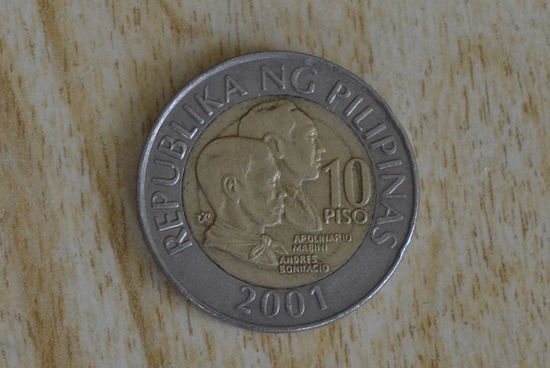 REPUBLIKA NG PILIPINAS
10
PISO
APOLINARIO
MABINI
ANDRES
BONIFACIO
2001